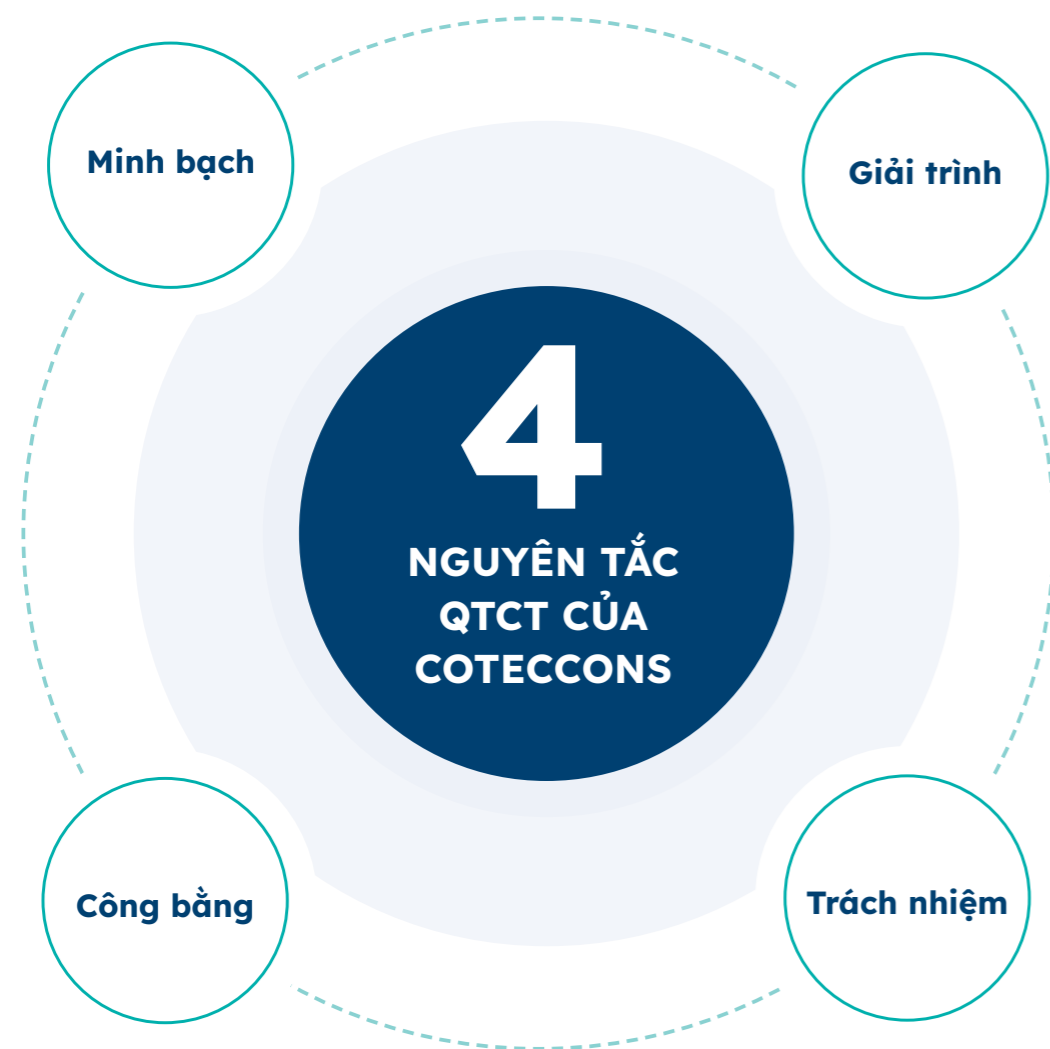 Minh bạch
Giải trình
4
NGUYÊN TẮC
QTCT CỦA
COTECCONS
Công bằng
Trách nhiệm